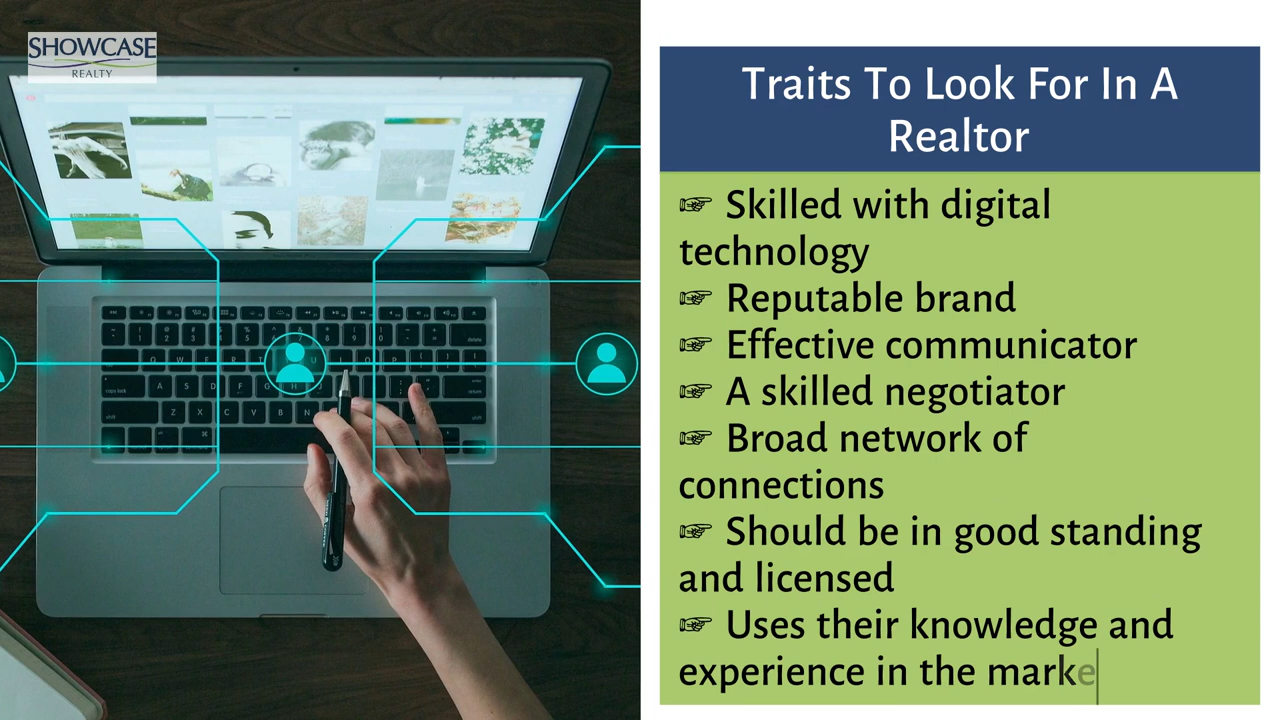 SHOWCASE
REALTY
Traits To Look For In A
Realtor
☞ Skilled with digital
technology
☞ Reputable brand
☞ Effective communicator
☞ A skilled negotiator
☞ Broad network of
connections
☞ Should be in good standing
and licensed
☞ Uses their knowledge and
experience in the marke